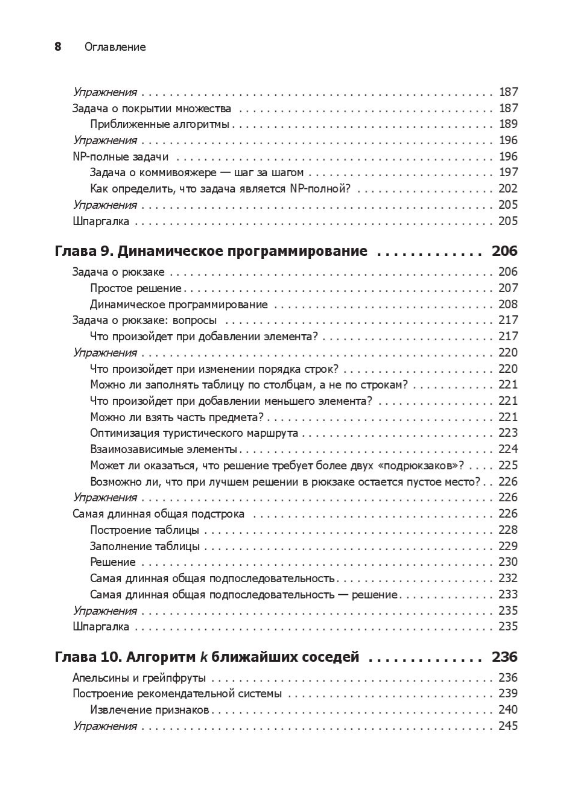 8 Оглавление
Упражнения . . . . . . . . . . . . . . . . . . . . . . . . . . . . . . 187
Задача о покрытии множества . . . . . . . . . . . . . . . . . . . . 187
Приближенные алгоритмы . . . . . . . . . . . . . . . . . . . . 189
Упражнения . . . . . . . . . . . . . . . . . . . . . . . . . . . . . . 196
NP-полные задачи . . . . . . . . . . . . . . . . . . . . . . . . . . 196
Задача о коммивояжере — шаг за шагом . . . . . . . . . . . . . 197
Как определить, что задача является NP-полной? . . . . . . . . 202
Упражнения . . . . . . . . . . . . . . . . . . . . . . . . . . . . . . 205
Шпаргалка . . . . . . . . . . . . . . . . . . . . . . . . . . . . . . 205
Глава 9. Динамическое программирование . . . . . . . . . . . . . 206
Задача о рюкзаке . . . . . . . . . . . . . . . . . . . . . . . . . . 206
Простое решение . . . . . . . . . . . . . . . . . . . . . . . . . . 207
Динамическое программирование . . . . . . . . . . . . . . . . 208
Задача о рюкзаке: вопросы . . . . . . . . . . . . . . . . . . . . . 217
Что произойдет при добавлении элемента? . . . . . . . . . . . 217
Упражнения . . . . . . . . . . . . . . . . . . . . . . . . . . . . . . 220
Что произойдет при изменении порядка строк? . . . . . . . . . 220
Можно ли заполнять таблицу по столбцам, а не по строкам? . . . 221
Что произойдет при добавлении меньшего элемента? . . . . . . 221
Можно ли взять часть предмета? . . . . . . . . . . . . . . . . . 221
Оптимизация туристического маршрута . . . . . . . . . . . . . 223
Взаимозависимые элементы . . . . . . . . . . . . . . . . . . . . 224
Может ли оказаться, что решение требует более двух «подрюкзаков»? . . . . 225
Возможно ли, что при лучшем решении в рюкзаке остается пустое место? . . 226
Упражнения . . . . . . . . . . . . . . . . . . . . . . . . . . . . . . 226
Самая длинная общая подстрока . . . . . . . . . . . . . . . . . . 226
Построение таблицы . . . . . . . . . . . . . . . . . . . . . . . . 228
Заполнение таблицы . . . . . . . . . . . . . . . . . . . . . . . . 229
Решение . . . . . . . . . . . . . . . . . . . . . . . . . . . . . . 230
Самая длинная общая подпоследовательность . . . . . . . . . . 232
Самая длинная общая подпоследовательность — решение . . . . 233
Упражнения . . . . . . . . . . . . . . . . . . . . . . . . . . . . . . 235
Шпаргалка . . . . . . . . . . . . . . . . . . . . . . . . . . . . . . 235
Глава 10. Алгоритм k ближайших соседей . . . . . . . . . . . . . 236
Апельсины и грейпфруты . . . . . . . . . . . . . . . . . . . . . . 236
Построение рекомендательной системы . . . . . . . . . . . . . . 239
Извлечение признаков . . . . . . . . . . . . . . . . . . . . . . . 240
Упражнения . . . . . . . . . . . . . . . . . . . . . . . . . . . . . . 245